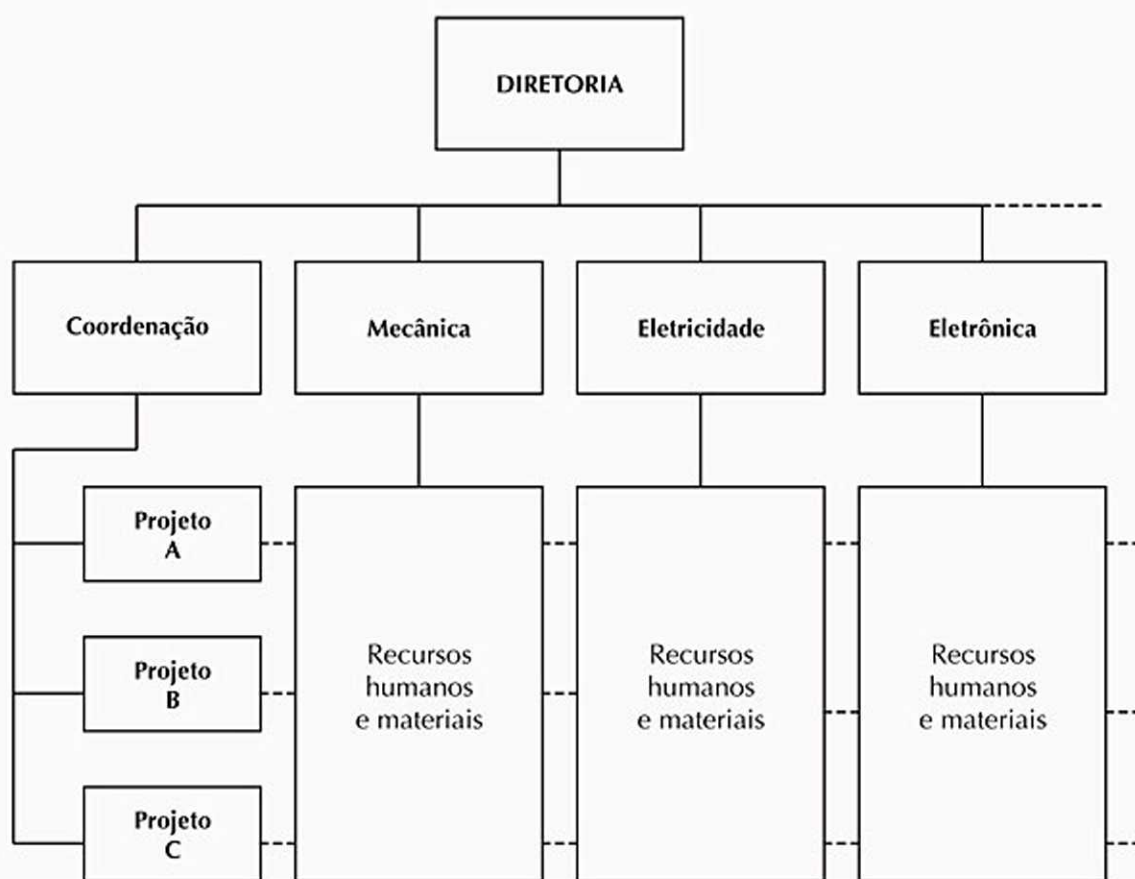 DIRETORIA
Coordenação
Mecânica
Eletricidade
Eletrônica
Projeto
A
Projeto
B
Projeto
C
Recursos
humanos
e materiais
Recursos
humanos
e materiais
Recursos
humanos
e materiais